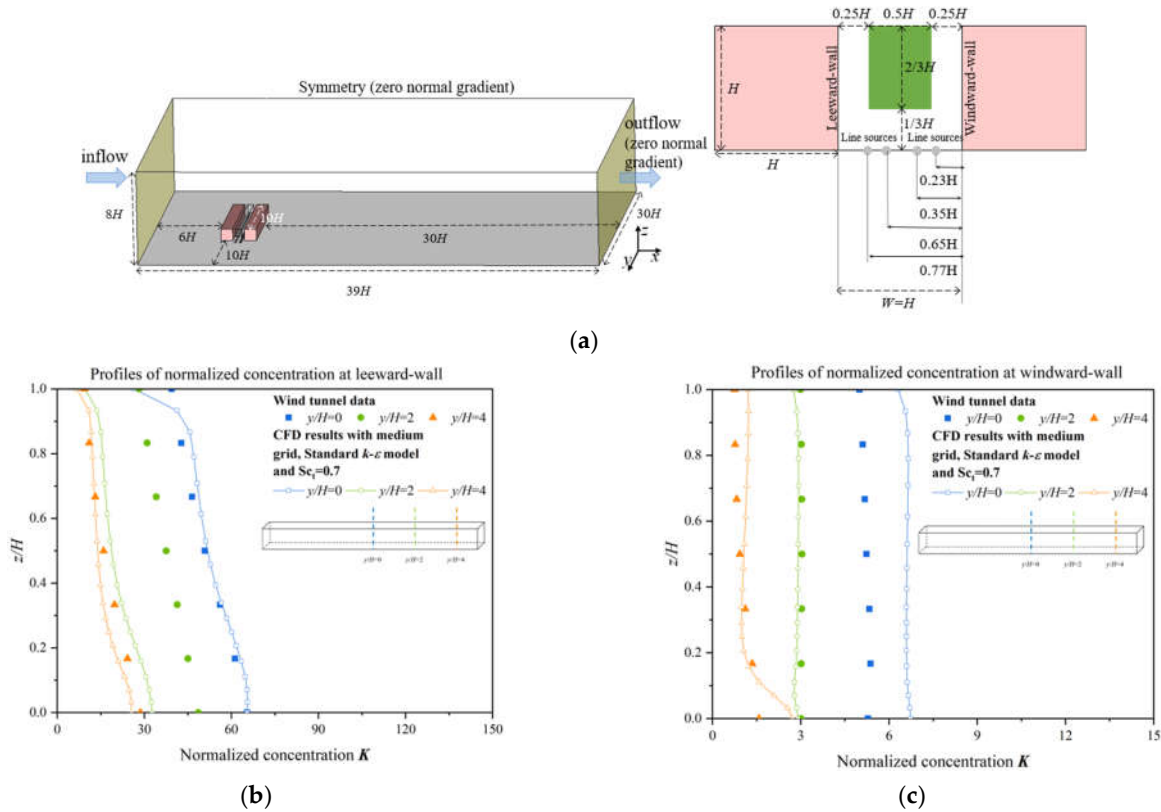 Symmetry (zero normal gradient)
inflow
outflow
(zero normal
gradient)
8H
6H
10H
10H
30H
30H
39H
z
y
x
0.25H
0.5H
0.25H
H
Leeward-wall
2/3H
Windward-wall
1/3H
Line sources
Line sources
H
0.23H
0.35H
0.65H
0.77H
W=H
(a)
Profiles of normalized concentration at leeward-wall
Wind tunnel data
y/H=0
y/H=2
y/H=4
CFD results with medium
grid, Standard k-ε model
and Sct=0.7
y/H=0
y/H=2
y/H=4
y/H=0
y/H=2
y/H=4
z/H
1.0
0.8
0.6
0.4
0.2
0.0
0
30
60
90
120
150
Normalized concentration K
(b)
Profiles of normalized concentration at windward-wall
Wind tunnel data
y/H=0
y/H=2
y/H=4
CFD results with medium
grid, Standard k-ε model
and Sct=0.7
y/H=0
y/H=2
y/H=4
y/H=0
y/H=2
y/H=4
z/H
1.0
0.8
0.6
0.4
0.2
0.0
0
3
6
9
12
15
Normalized concentration K
(c)